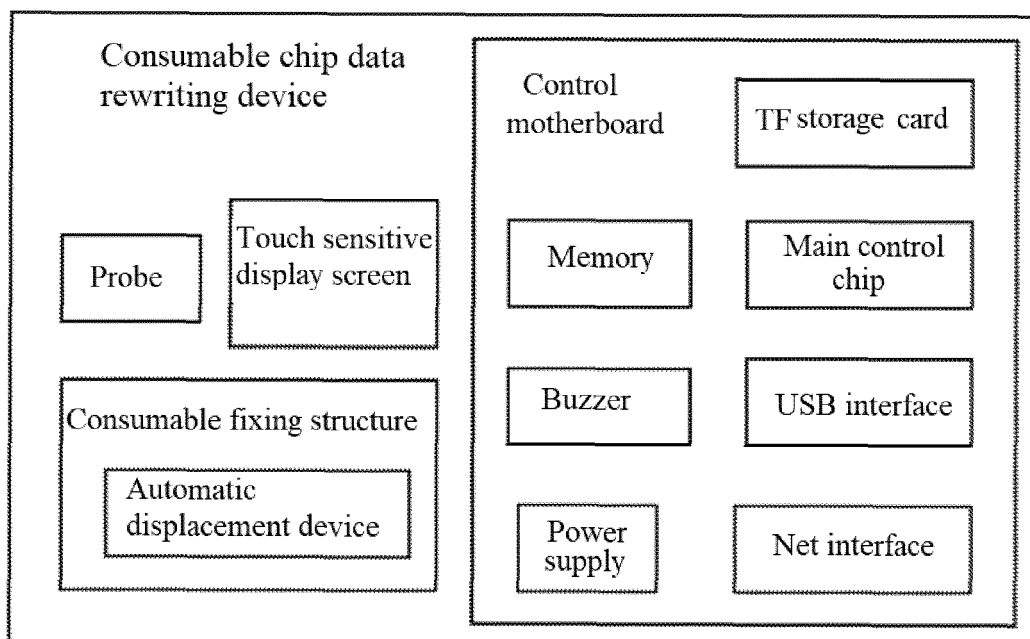 Consumable chip data
rewriting device
Probe
Touch sensitive
display screen
Consumable fixing structure
Automatic
displacement device
Control
motherboard
TF storage card
Memory
Main control
chip
Buzzer
USB interface
Power
supply
Net interface